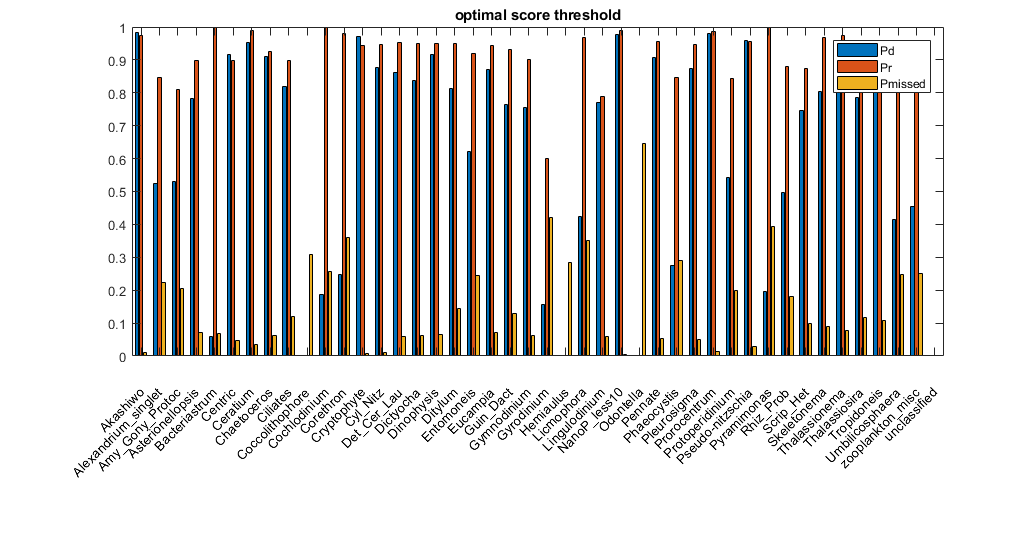 optimal score threshold
1
0.9
0.8
0.7
0.6
0.5
0.4
0.3
0.2
0.1
0
Pd
Pr
Pmissed
Akashiwo
Alexandrium_singlet
Amy_Gony_Protoc
Asterionellopsis
Bacteriastrum
Centric
Ceratium
Chaetoceros
Ciliates
Coccolithophore
Cochlodinium
Corethron
Cryptophyte
Cyl_Nitz
Det_Cer_Lau
Dictyocha
Dinophysis
Ditylum
Entomoneis
Eucampia
Guin_Dact
Gymnodinium
Gyrodinium
Hemiaulus
Licmophora
Lingulodinium
NanoP_less10
Odontella
Pennate
Phaeocystis
Pleurosigma
Prorocentrum
Protoperidinium
Pseudo-nitzschia
Pyramimonas
Rhiz_Prob
Scrip_Het
Skeletonema
Thalassionema
Thalassiosira
Tropidoneis
Umbilicosphaera
zooplankton_misc
unclassified